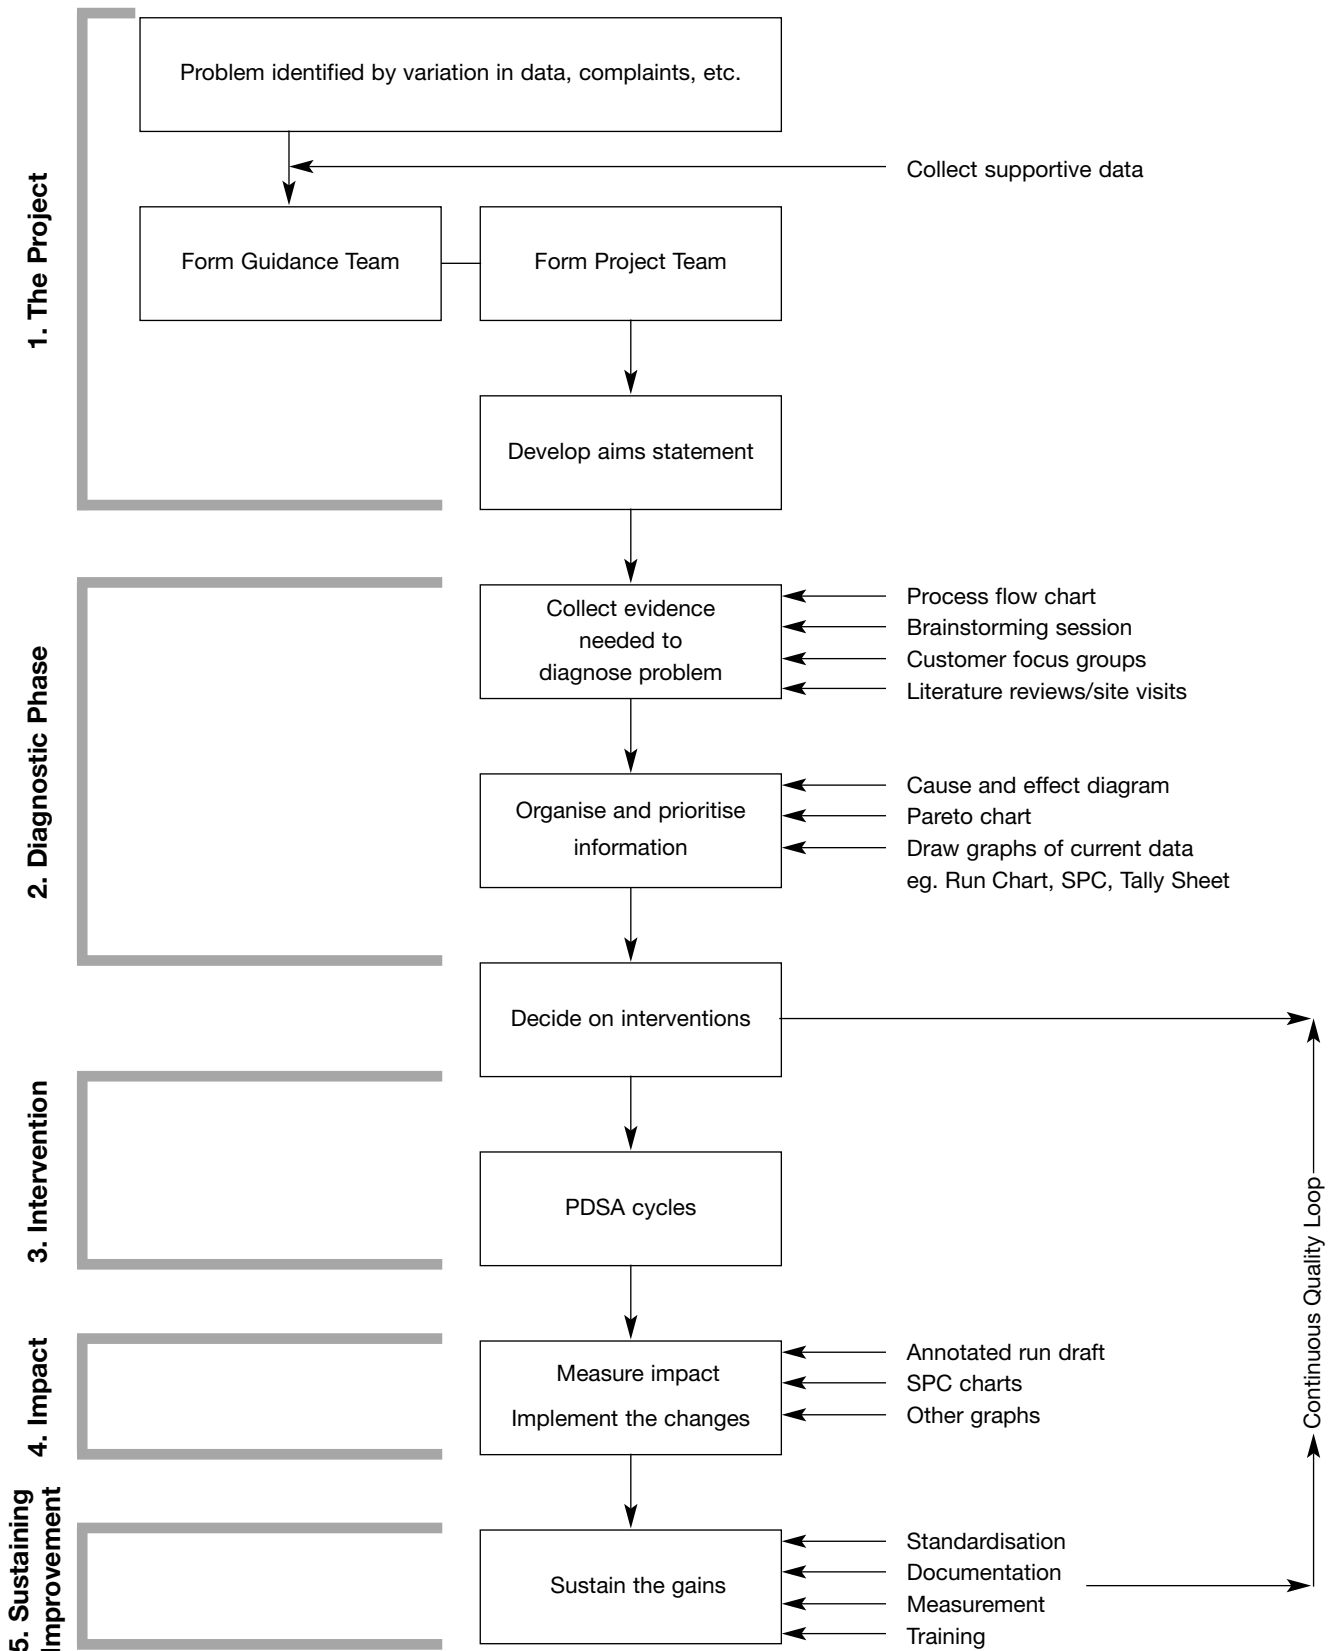 1. The Project
Problem identified by variation in data, complaints, etc.
Collect supportive data
Form Guidance Team
Form Project Team
Develop aims statement
2. Diagnostic Phase
Collect evidence
needed to
diagnose problem
Process flow chart
Brainstorming session
Customer focus groups
Literature reviews/site visits
Organise and prioritise
information
Cause and effect diagram
Pareto chart
Draw graphs of current data
eg. Run Chart, SPC, Tally Sheet
Decide on interventions
3. Intervention
PDSA cycles
Continuous Quality Loop
4. Impact
Measure impact
Implement the changes
Annotated run draft
SPC charts
Other graphs
5. Sustaining
Improvement
Sustain the gains
Standardisation
Documentation
Measurement
Training